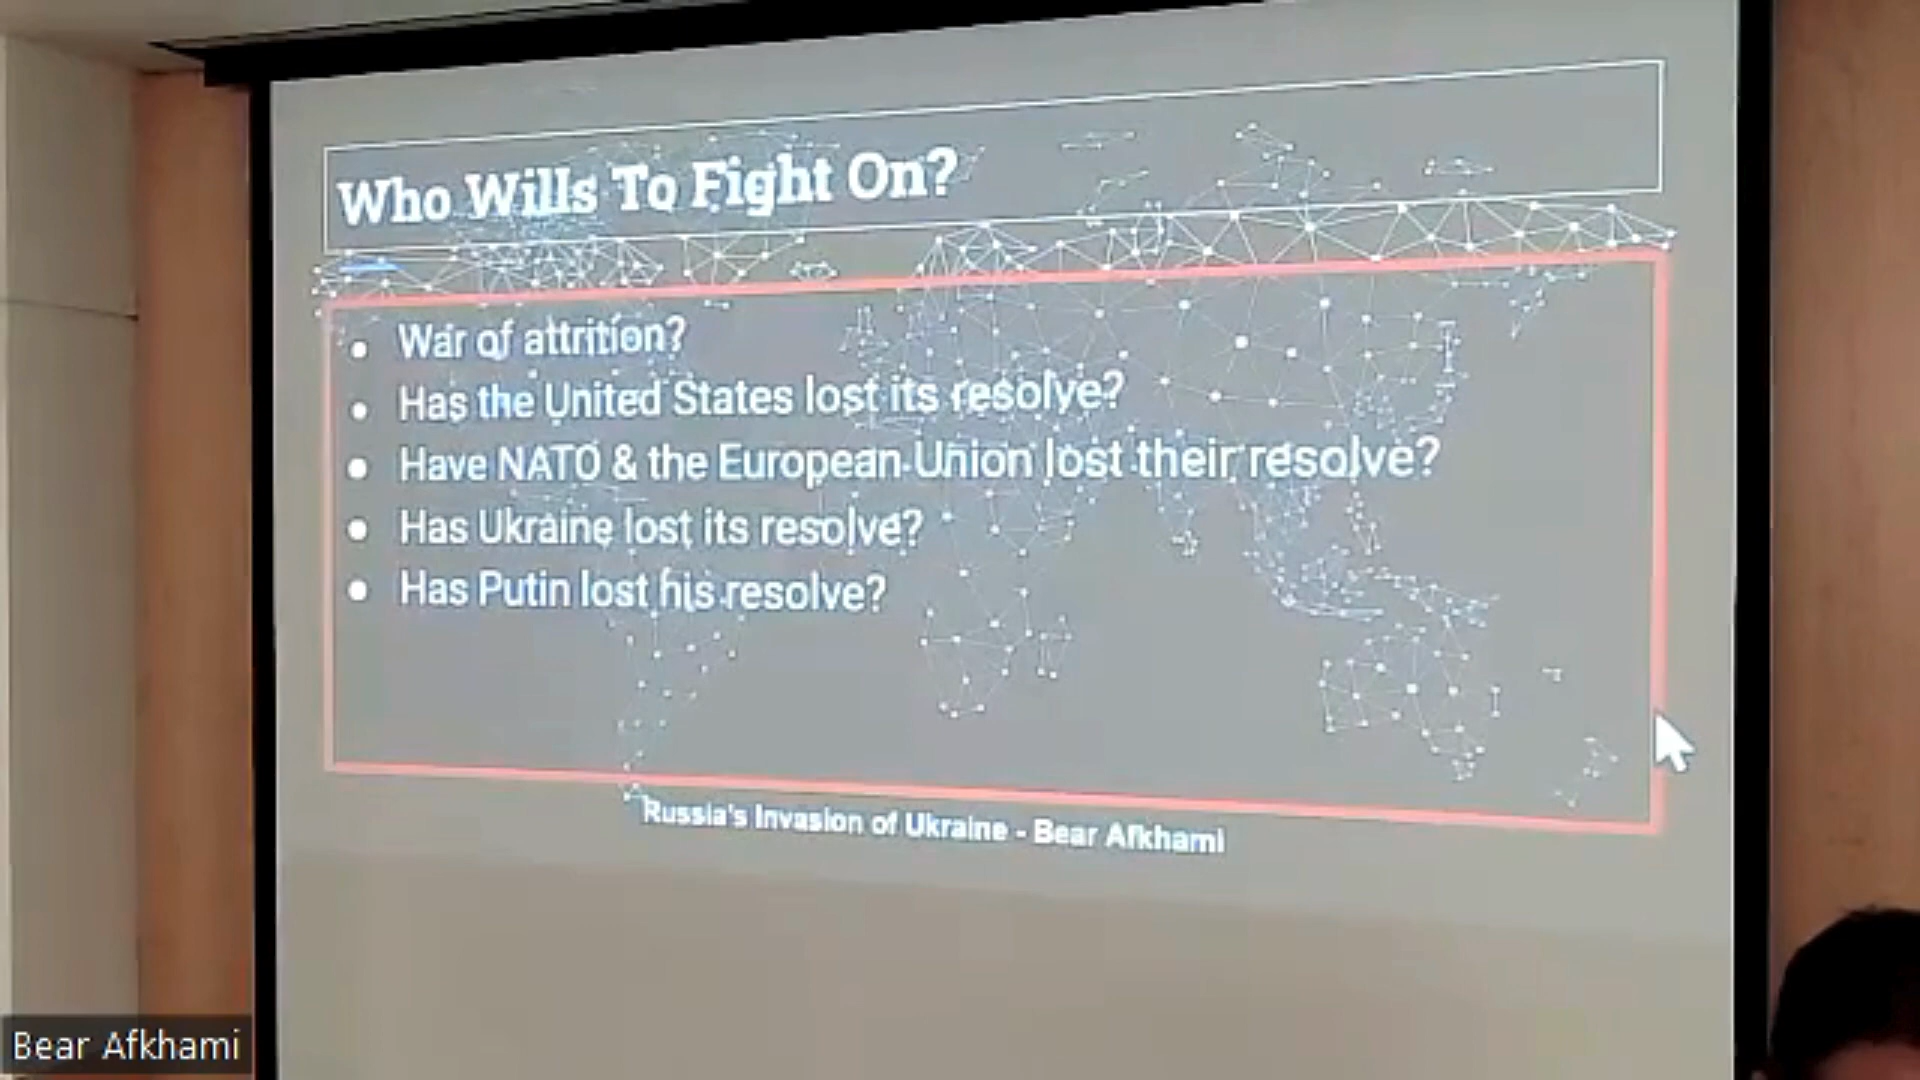 Who Wills To Fight On?
• War of attrition?
• Has the United States lost its resolve?
• Have NATO & the European Union lost their resolve?
• Has Ukraine lost its resolve?
• Has Putin lost his resolve?
Russia's Invasion of Ukraine - Bear Afkhami
Bear Afkhami